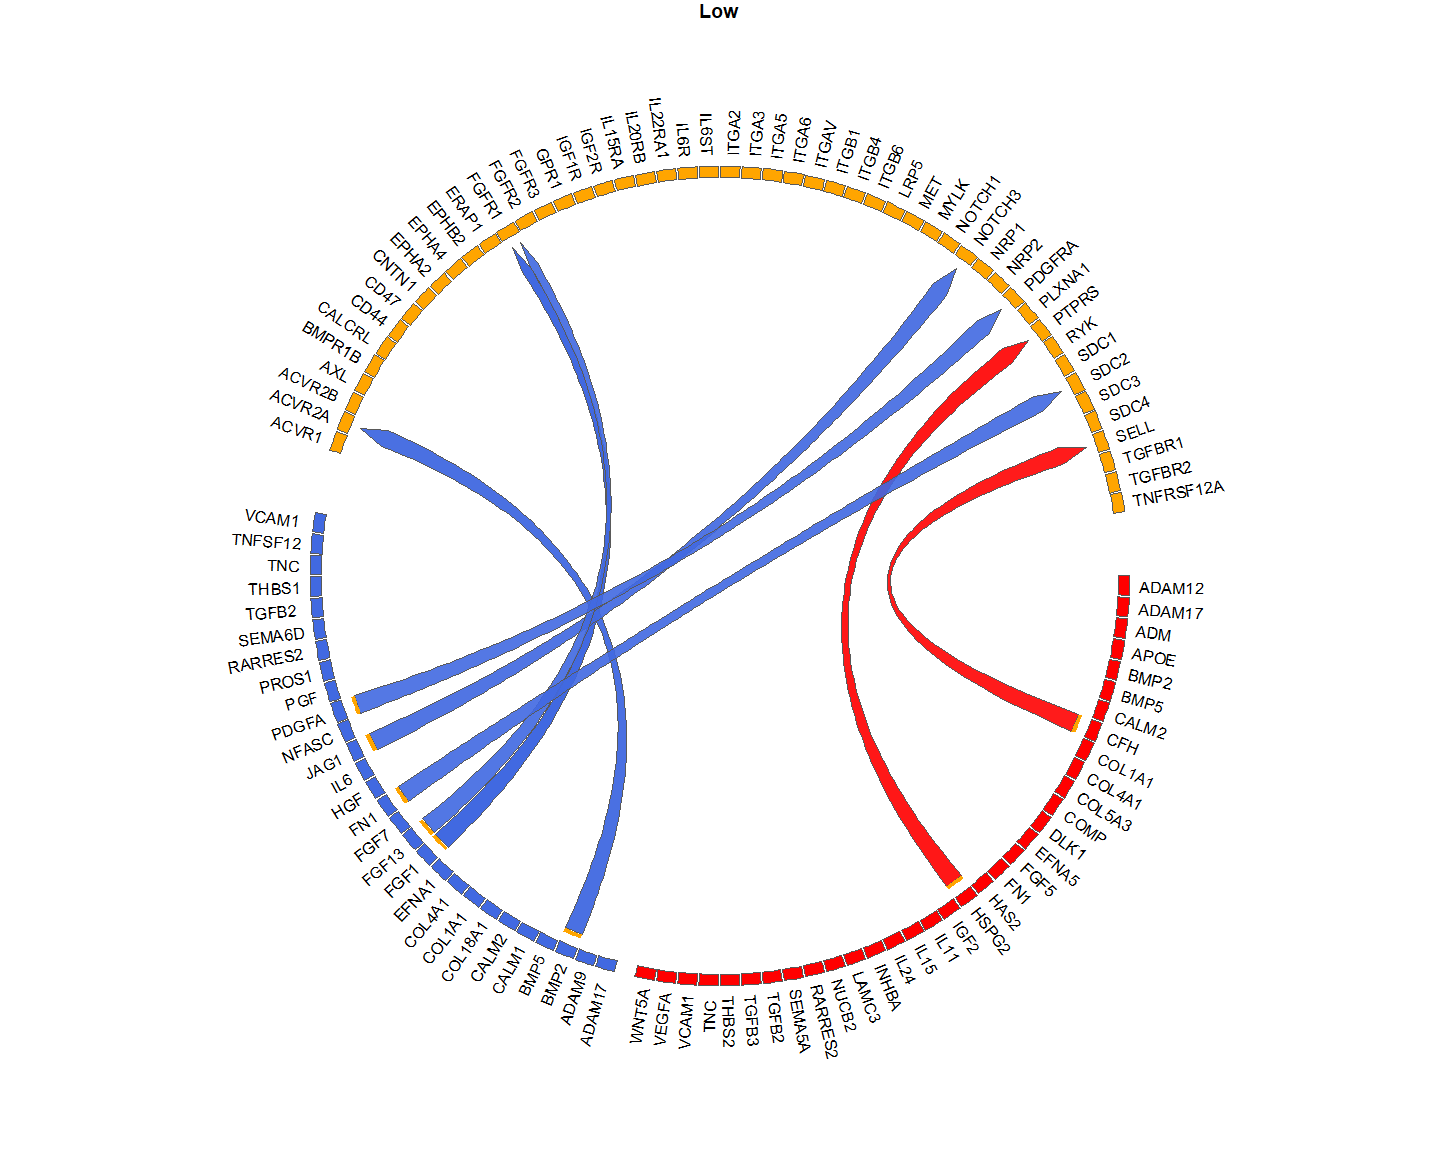 Low
ACVR1
ACVR2A
ACVR2B
AXL
BMPR1B
CALCRL
CD44
CD47
CNTN1
EPHA2
EPHA4
EPHB2
ERAP1
FGFR1
FGFR2
FGFR3
GPR1
IGF1R
IGF2R
IL15RA
IL20RB
IL22RA1
IL6R
IL6ST
ITGA2
ITGA3
ITGA5
ITGA6
ITGAV
ITGB1
ITGB4
ITGB6
LRP5
MET
MYLK
NOTCH1
NOTCH3
NRP1
NRP2
PDGFRA
PLXNA1
PTPRS
RYK
SDC1
SDC2
SDC3
SDC4
SELL
TGFBR1
TGFBR2
TNFRSF12A
ADAM12
ADAM17
ADM
APOE
BMP2
BMP5
CALM2
CFH
COL1A1
COL4A1
COL5A3
COMP
DLK1
EFNA5
FGF5
FN1
HAS2
HSPG2
IGF2
IL11
IL15
IL24
INHBA
LAMC3
NUCB2
RARRES2
SEMA5A
TGFB2
TGFB3
THBS2
TNC
VCAM1
VEGFA
WNT5A
ADAM17
ADAM9
BMP2
BMP5
CALM1
CALM2
COL18A1
COL1A1
COL4A1
EFNA1
FGF1
FGF13
FGF7
FN1
HGF
IL6
JAG1
NFASC
PDGFA
PGF
PROS1
RARRES2
SEMA6D
TGFB2
THBS1
TNC
TNFSF12
VCAM1